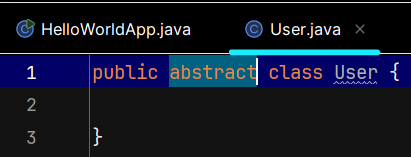 HelloWorldApp.java
User.java
1 public abstract class User {
2
3 }